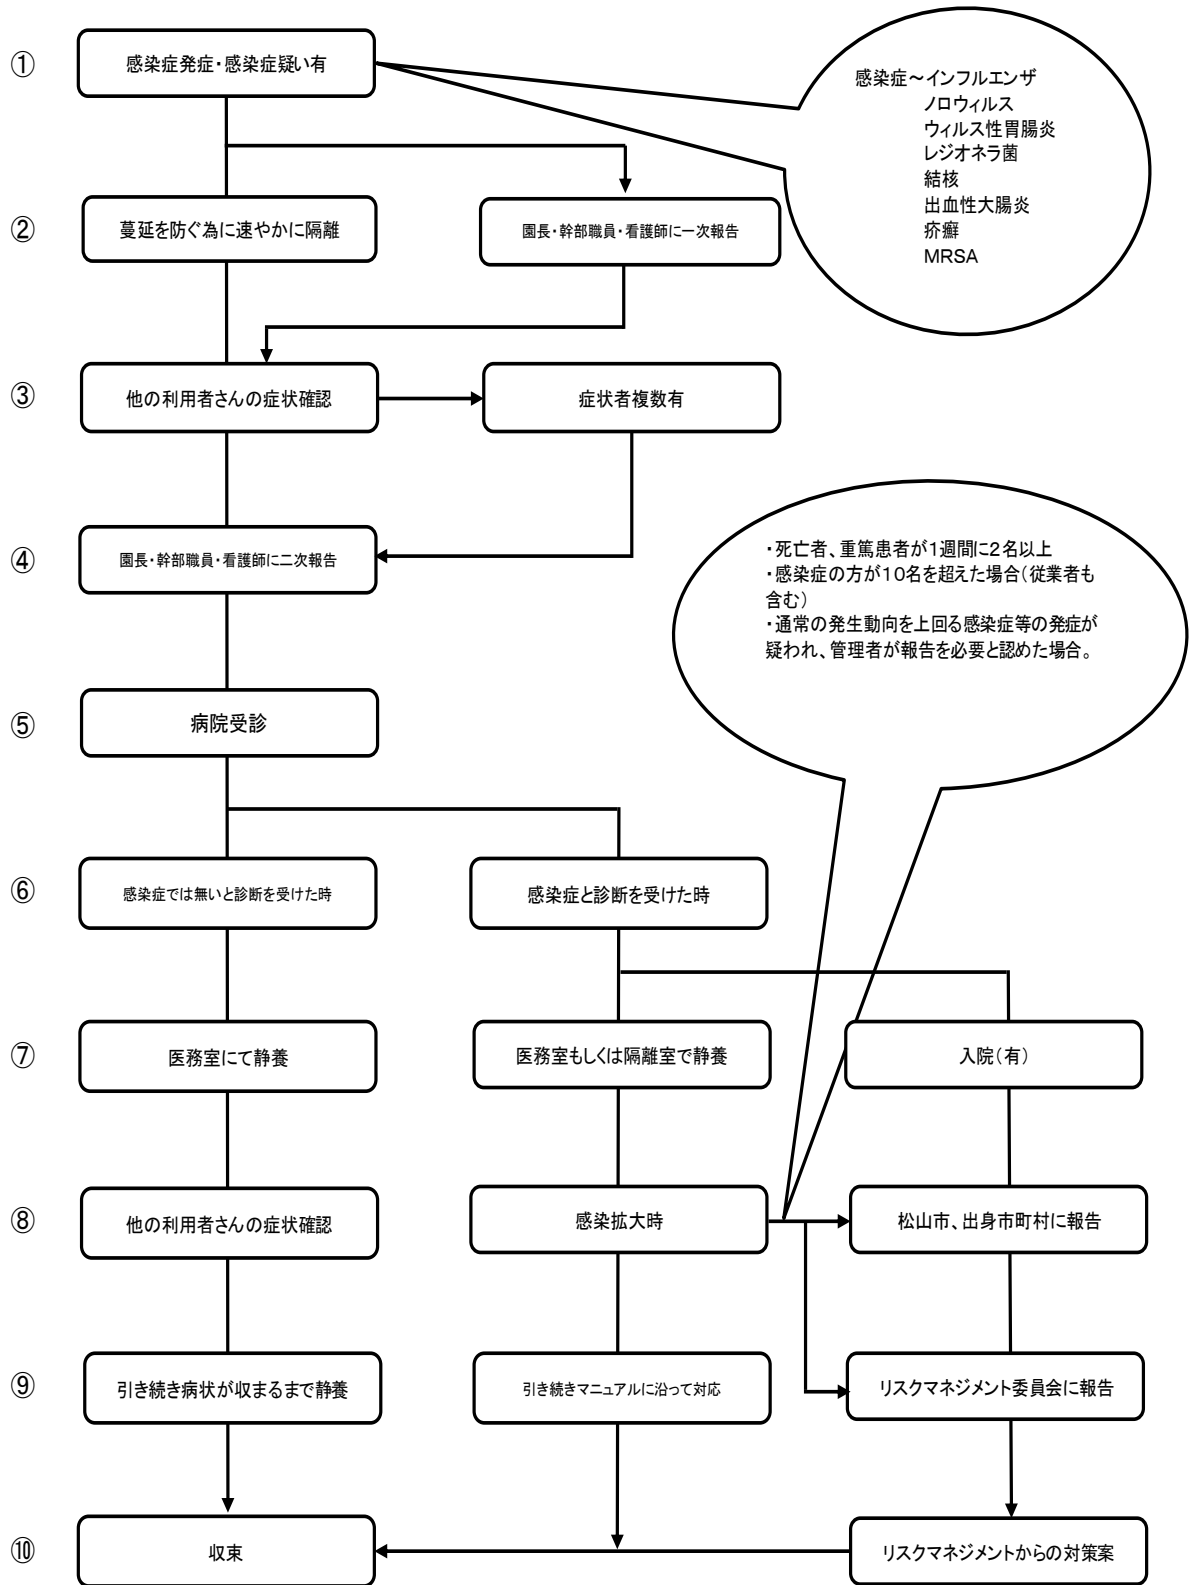 ①
感染症発症・感染症疑い有
感染症～インフルエンザ
ノロウィルス
ウィルス性胃腸炎
レジオネラ菌
結核
出血性大腸炎
疥癬
MRSA
②
蔓延を防ぐ為に速やかに隔離
園長・幹部職員・看護師に一次報告
③
他の利用者さんの症状確認
症状者複数有
④
園長・幹部職員・看護師に二次報告
・死亡者、重篤患者が1週間に2名以上
・感染症の方が10名を超えた場合（従業者も
含む）
・通常の発生動向を上回る感染症等の発症が
疑われ、管理者が報告を必要と認めた場合。
⑤
病院受診
⑥
感染症では無いと診断を受けた時
感染症と診断を受けた時
⑦
医務室にて静養
医務室もしくは隔離室で静養
入院（有）
⑧
他の利用者さんの症状確認
感染拡大時
松山市、出身市町村に報告
⑨
引き続き病状が収まるまで静養
引き続きマニュアルに沿って対応
リスクマネジメント委員会に報告
⑩
収束
リスクマネジメントからの対策案